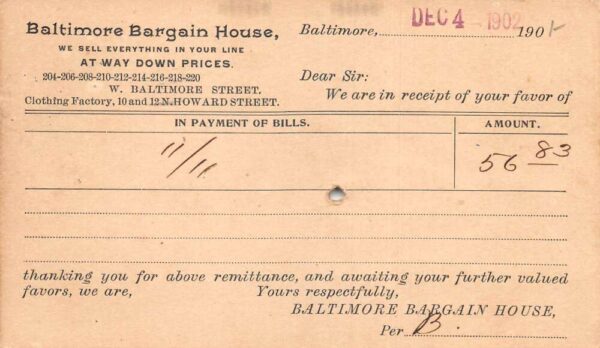 Baltimore Bargain House,
WE SELL EVERYTHING IN YOUR LINE
AT WAY DOWN PRICES.
204-206-208-210-212-214-216-218-220
W. BALTIMORE STREET.
Clothing Factory, 10 and 12 N. HOWARD STREET.
Baltimore, DEC 4 - 1902 190
Dear Sir:
We are in receipt of your favor of
IN PAYMENT OF BILLS. AMOUNT.
11/11 56 83
thanking you for above remittance, and awaiting your further valued
favors, we are, Yours respectfully,
BALTIMORE BARGAIN HOUSE,
Per B.